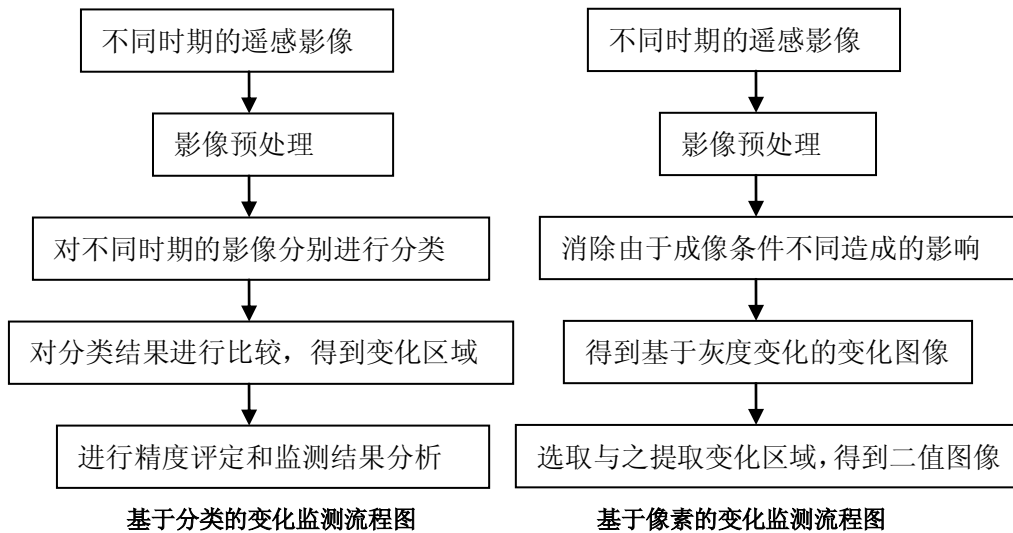 不同时期的遥感影像
影像预处理
对不同时期的影像分别进行分类
对分类结果进行比较，得到变化区域
进行精度评定和监测结果分析
基于分类的变化监测流程图
不同时期的遥感影像
影像预处理
消除由于成像条件不同造成的影响
得到基于灰度变化的变化图像
选取与之提取变化区域，得到二值图像
基于像素的变化监测流程图